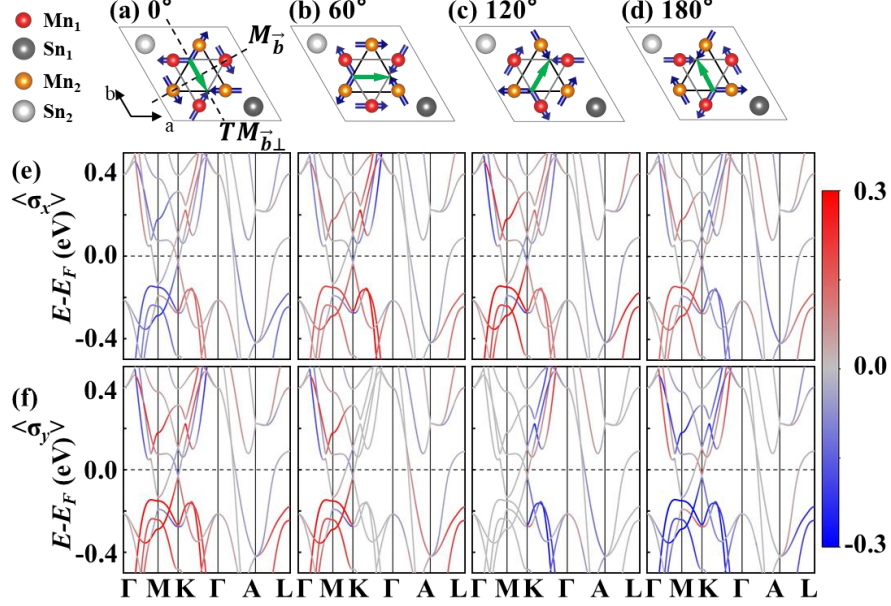 (a) 0° (b) 60° (c) 120° (d) 180°
Mn₁
Sn₁
Mn₂
Sn₂
b
a
M_b⃗
TM_b⃗⊥
(e)
<σₓ>
E-E_F (eV)
0.4
0.0
-0.4
(f)
<σ_y>
E-E_F (eV)
0.4
0.0
-0.4
Γ M K Γ A L Γ M K Γ A L Γ M K Γ A L Γ M K Γ A L
0.3
0.0
-0.3